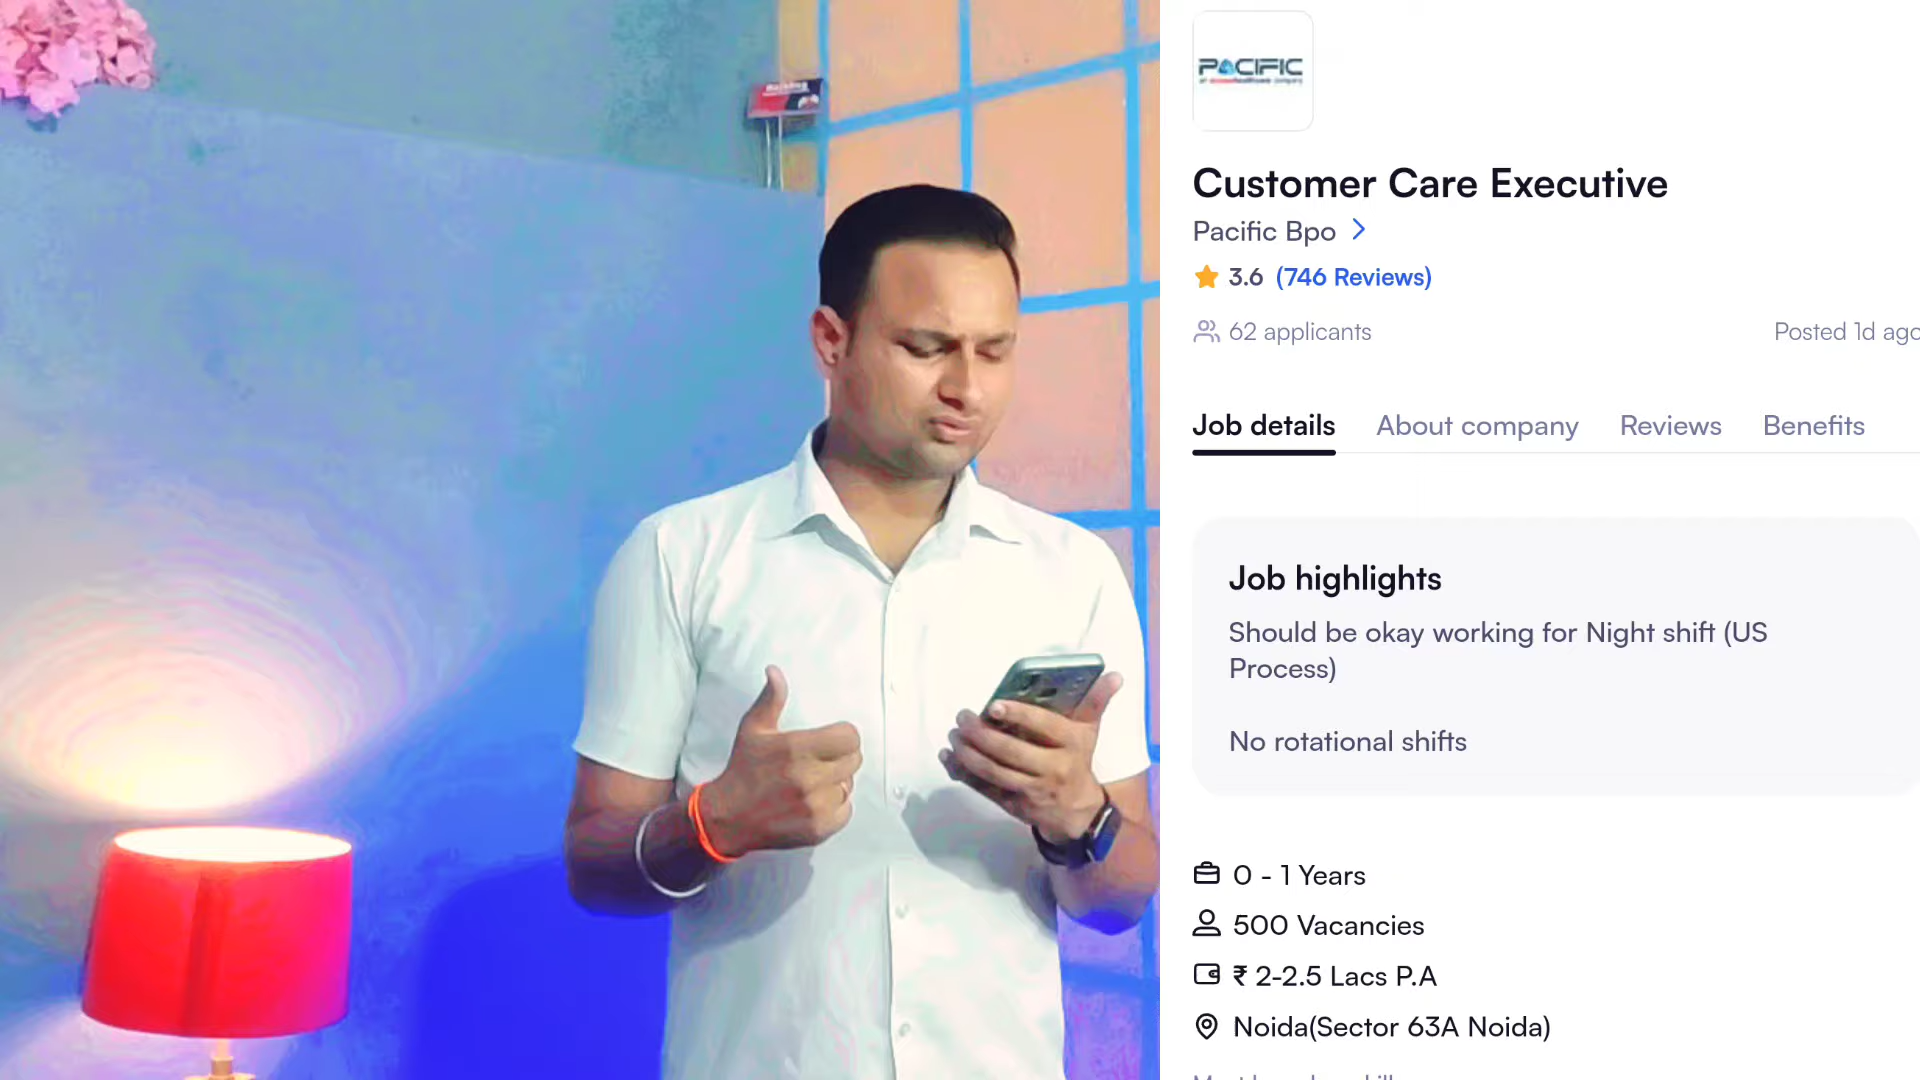 PACIFIC
Customer Care Executive
Pacific Bpo
3.6 (746 Reviews)
62 applicants
Posted 1d ago
Job details
About company
Reviews
Benefits
Job highlights
Should be okay working for Night shift (US
Process)
No rotational shifts
0 - 1 Years
500 Vacancies
₹ 2-2.5 Lacs P.A
Noida(Sector 63A Noida)